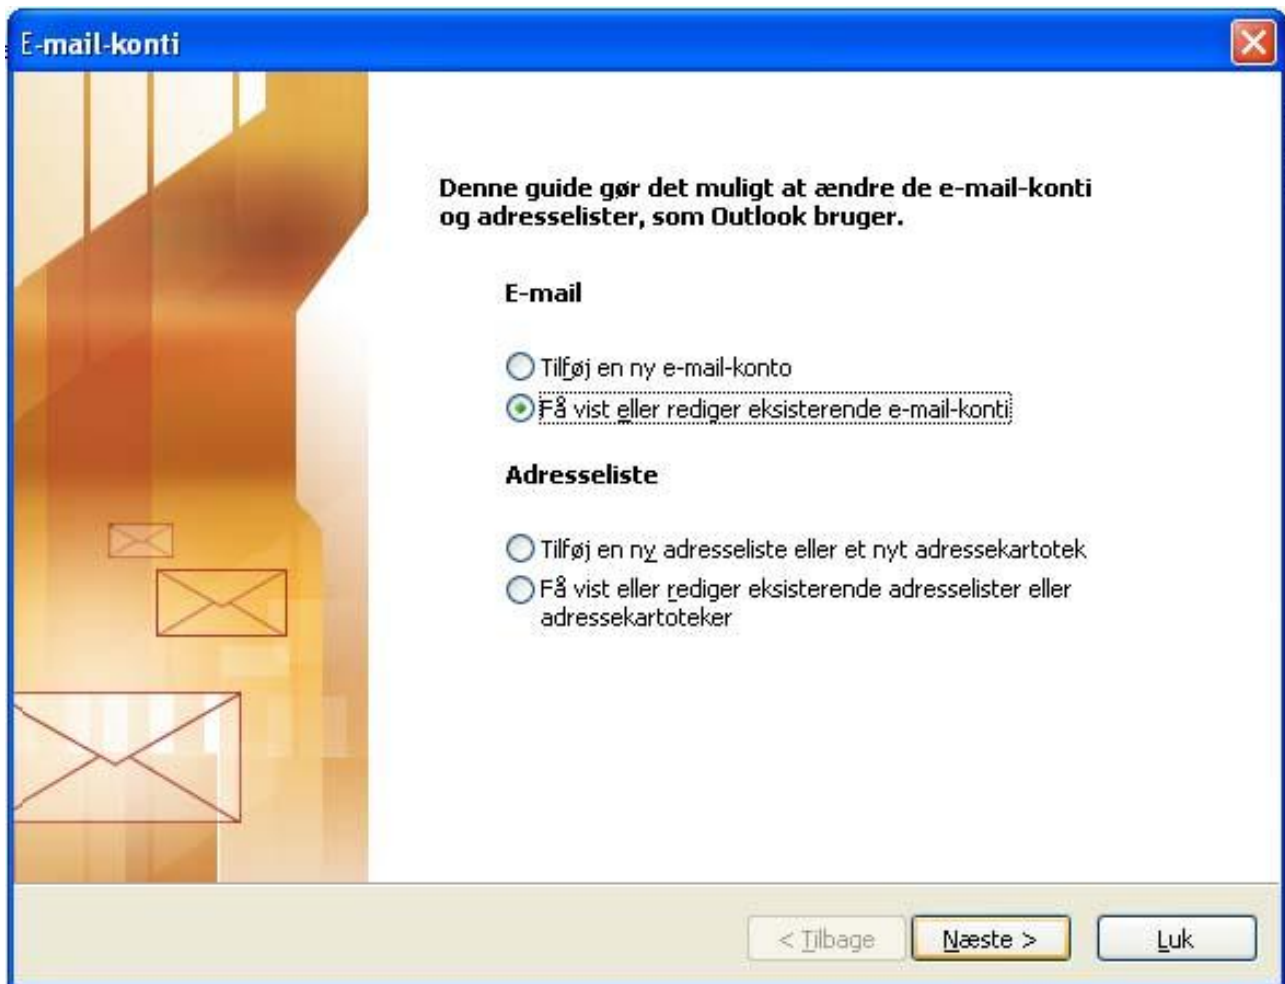 E-mail-konti
Denne guide gør det muligt at ændre de e-mail-konti
og adresselister, som Outlook bruger.
E-mail
Tilføj en ny e-mail-konto
Få vist eller rediger eksisterende e-mail-konti
Adresseliste
Tilføj en ny adresseliste eller et nyt adressekartotek
Få vist eller rediger eksisterende adresselister eller
adressekartoteker
< Tilbage
Næste >
Luk